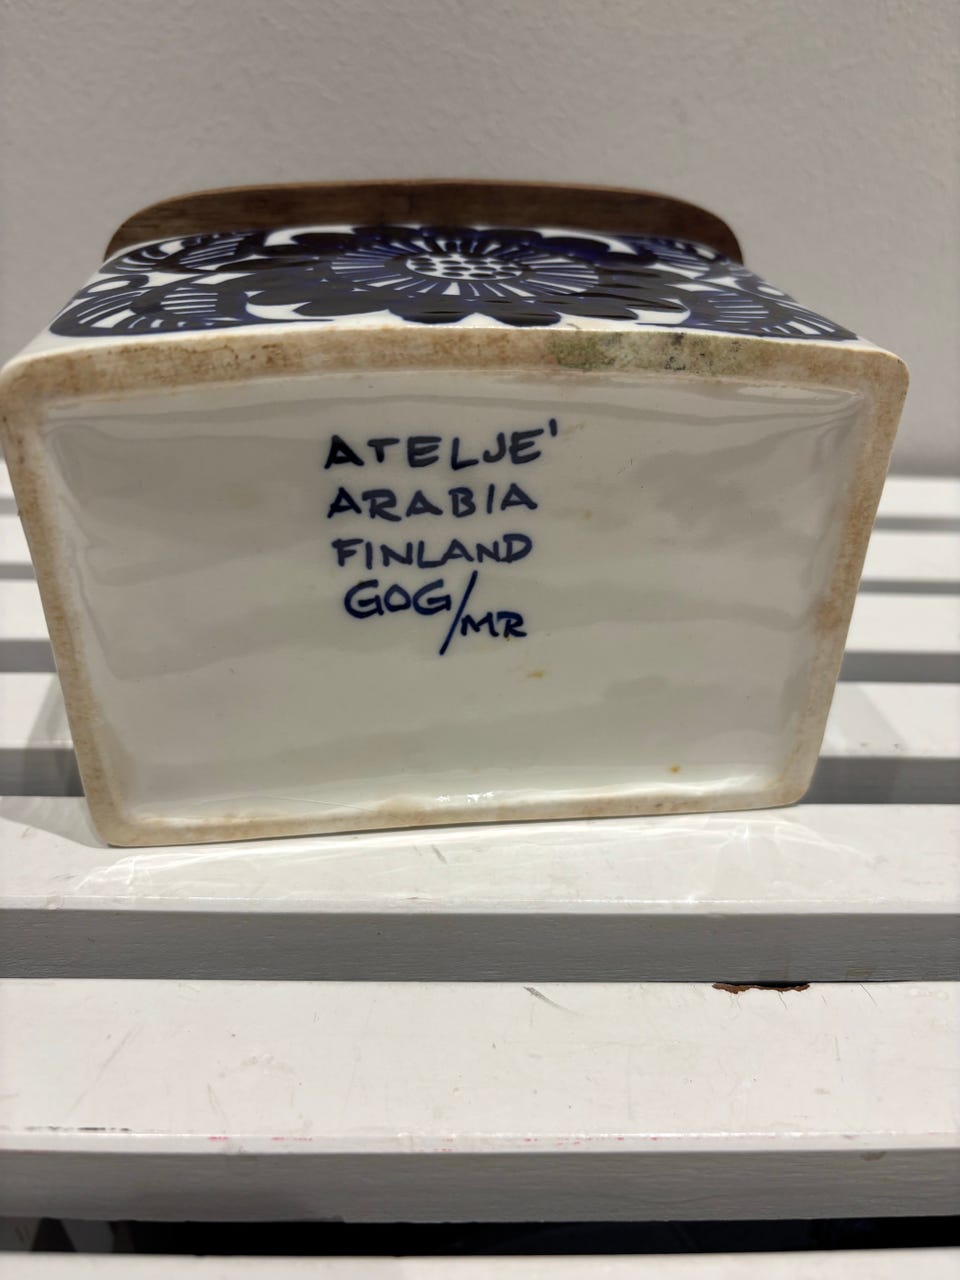 ATELJE'
ARABIA
FINLAND
GOG/MR